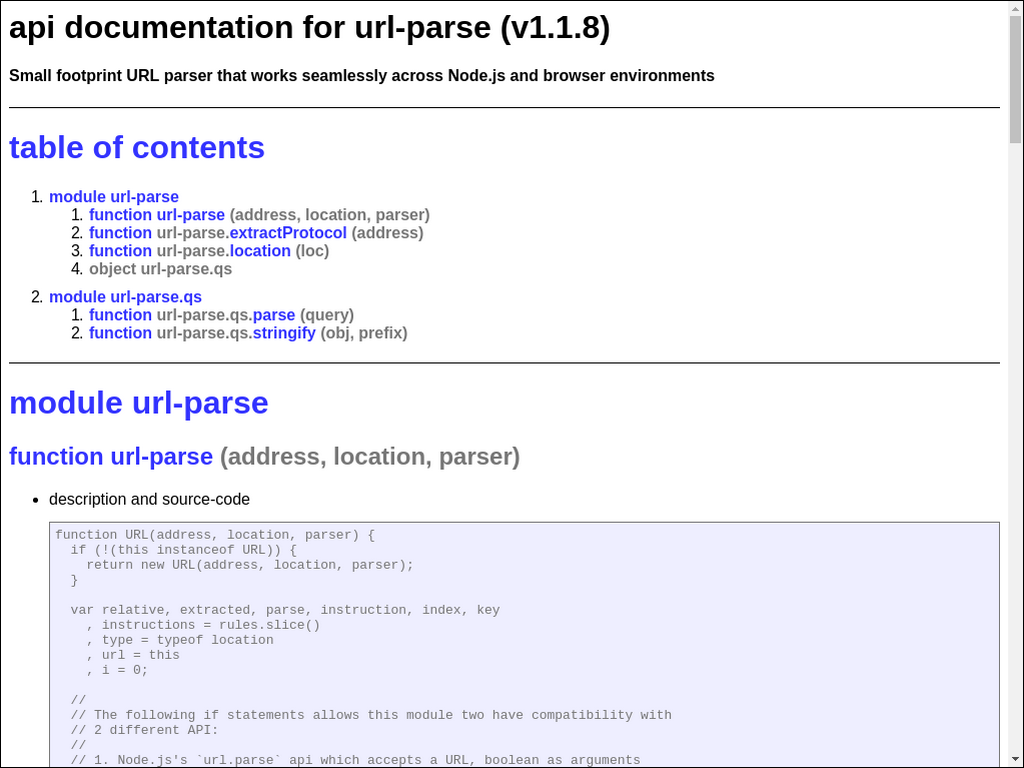 api documentation for url-parse (v1.1.8)
Small footprint URL parser that works seamlessly across Node.js and browser environments
table of contents
1. module url-parse
1. function url-parse (address, location, parser)
2. function url-parse.extractProtocol (address)
3. function url-parse.location (loc)
4. object url-parse.qs
2. module url-parse.qs
1. function url-parse.qs.parse (query)
2. function url-parse.qs.stringify (obj, prefix)
module url-parse
function url-parse (address, location, parser)
• description and source-code
function URL(address, location, parser) {
  if (!(this instanceof URL)) {
    return new URL(address, location, parser);
  }
  var relative, extracted, parse, instruction, index, key
    , instructions = rules.slice()
    , type = typeof location
    , url = this
    , i = 0;
  //
  // The following if statements allows this module two have compatibility with
  // 2 different API:
  //
  // 1. Node.js's `url.parse` api which accepts a URL, boolean as arguments